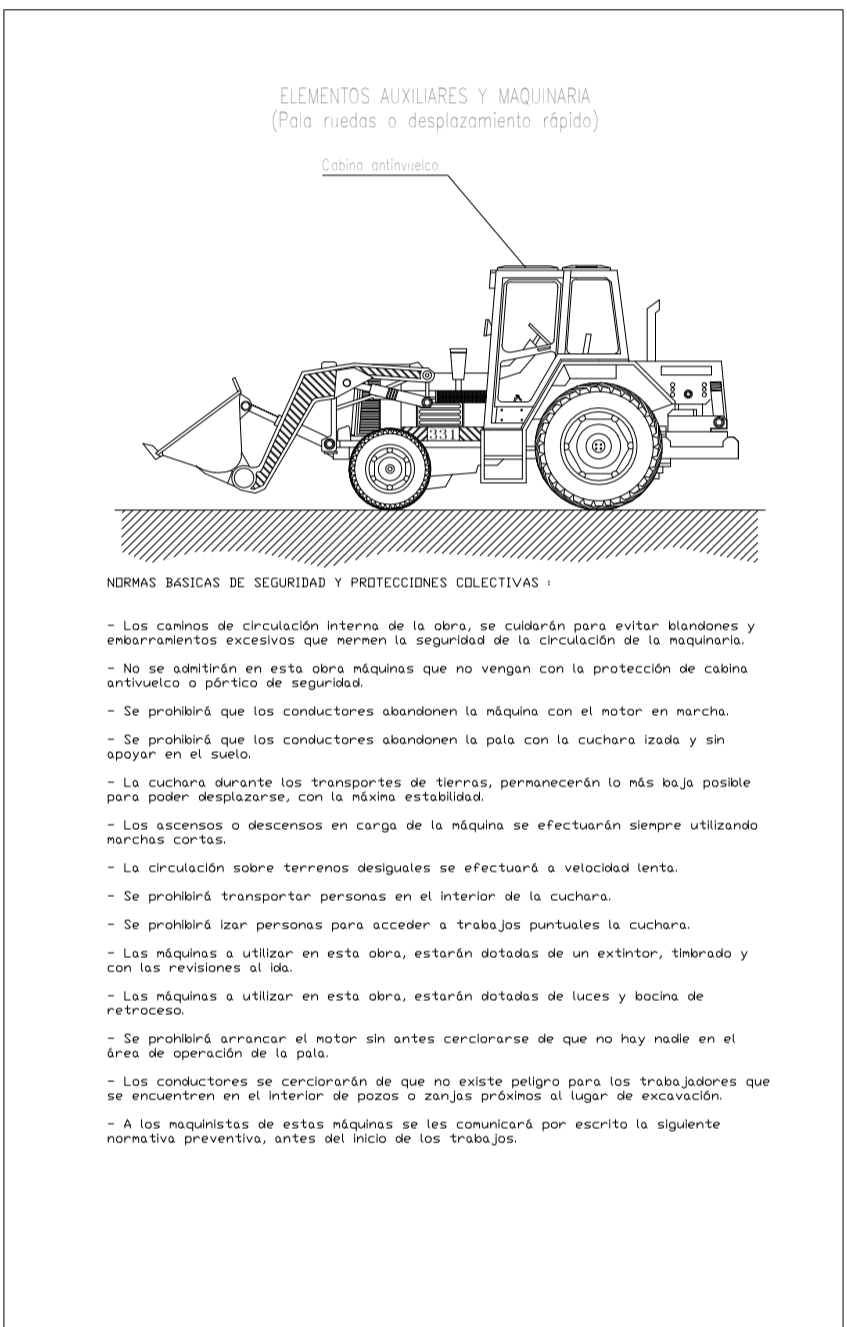 ELEMENTOS AUXILIARES Y MAQUINARIA
(Pala ruedas o desplazamiento rápido)
Cabina antinvuelco
331
NORMAS BáSICAS DE SEGURIDAD Y PROTECCIONES COLECTIVAS :
- Los caminos de circulación interna de la obra, se cuidarán para evitar blandones y
embarramientos excesivos que mermen la seguridad de la circulación de la maquinaria.
- No se admitirán en esta obra máquinas que no vengan con la protección de cabina
antivuelco o pórtico de seguridad.
- Se prohibirá que los conductores abandonen la máquina con el motor en marcha.
- Se prohibirá que los conductores abandonen la pala con la cuchara izada y sin
apoyar en el suelo.
- La cuchara durante los transportes de tierras, permanecerán lo más baja posible
para poder desplazarse, con la máxima estabilidad.
- Los ascensos o descensos en carga de la máquina se efectuarán siempre utilizando
marchas cortas.
- La circulación sobre terrenos desiguales se efectuará a velocidad lenta.
- Se prohibirá transportar personas en el interior de la cuchara.
- Se prohibirá izar personas para acceder a trabajos puntuales la cuchara.
- Las máquinas a utilizar en esta obra, estarán dotadas de un extintor, timbrado y
con las revisiones al ida.
- Las máquinas a utilizar en esta obra, estarán dotadas de luces y bocina de
retroceso.
- Se prohibirá arrancar el motor sin antes cerciorarse de que no hay nadie en el
área de operación de la pala.
- Los conductores se cerciorarán de que no existe peligro para los trabajadores que
se encuentren en el interior de pozos o zanjas próximos al lugar de excavación.
- A los maquinistas de estas máquinas se les comunicará por escrito la siguiente
normativa preventiva, antes del inicio de los trabajos.